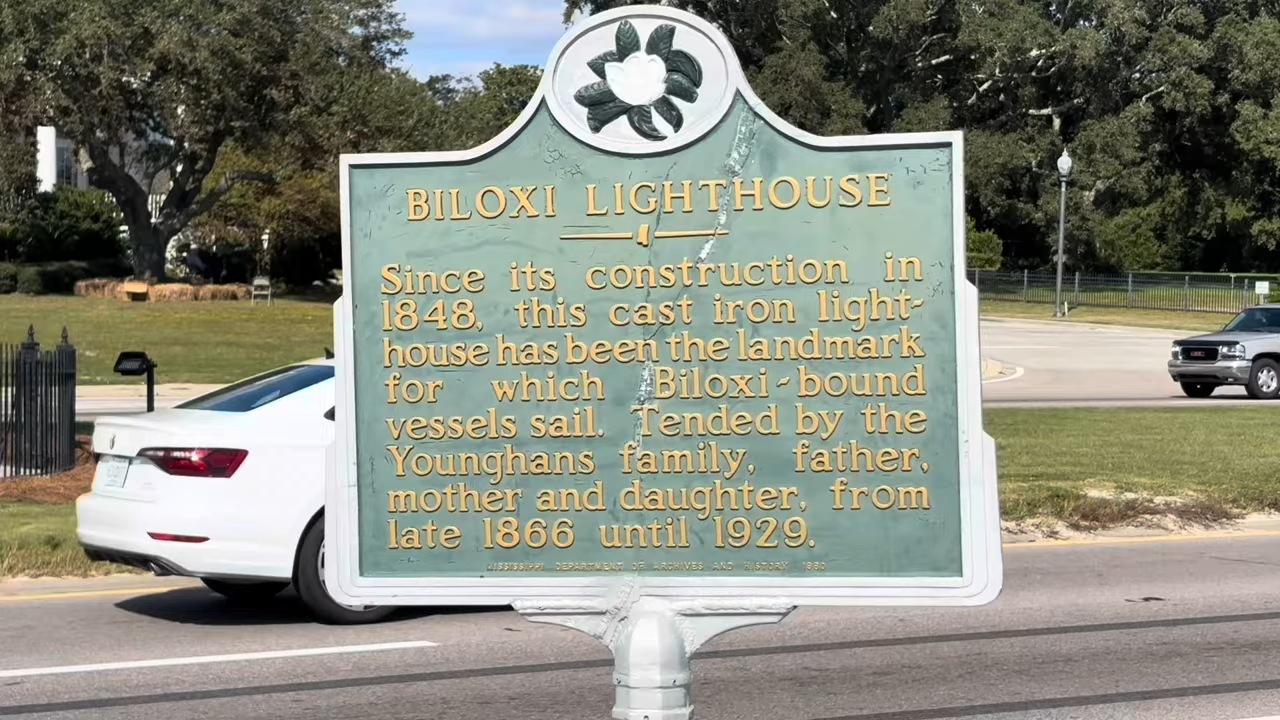 BILOXI LIGHTHOUSE
Since its construction in
1848, this cast iron light-
house has been the landmark
for which Biloxi-bound
vessels sail. Tended by the
Younghans family, father,
mother and daughter, from
late 1866 until 1929.
MISSISSIPPI DEPARTMENT OF ARCHIVES AND HISTORY